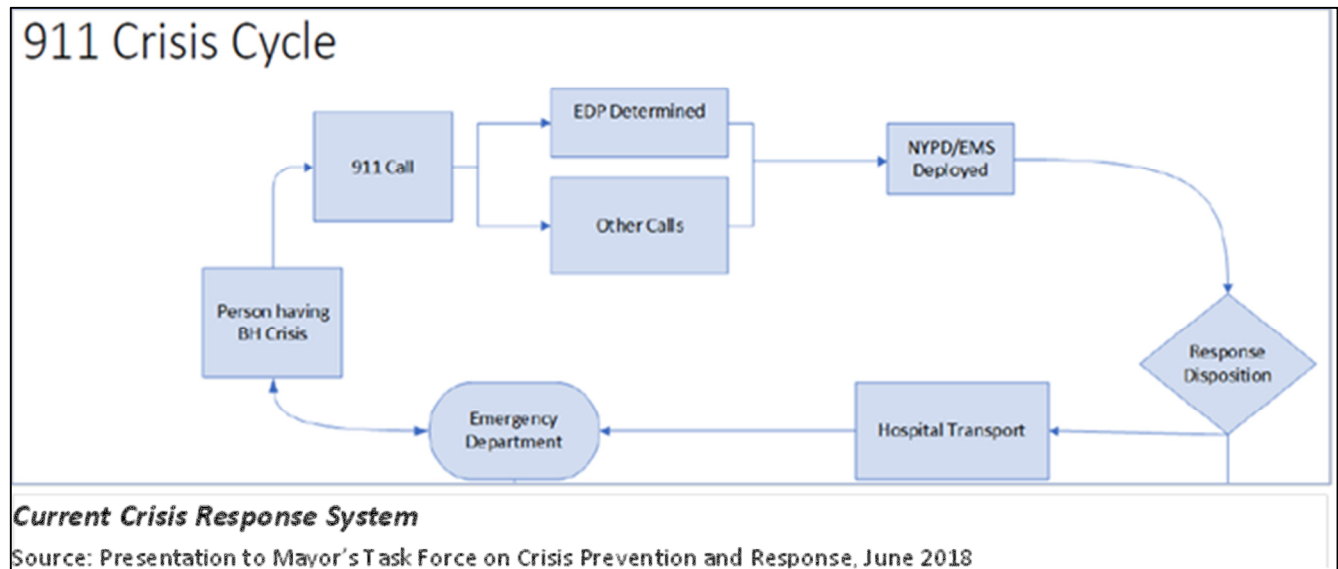 911 Crisis Cycle
EDP Determined
911 Call
Other Calls
NYPD/EMS
Deployed
Person having
BH Crisis
Response
Disposition
Emergency
Department
Hospital Transport
Current Crisis Response System
Source: Presentation to Mayor's Task Force on Crisis Prevention and Response, June 2018